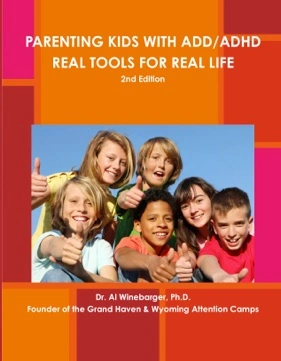 PARENTING KIDS WITH ADD/ADHD
REAL TOOLS FOR REAL LIFE
2nd Edition
Dr. Al Winebarger, Ph.D.
Founder of the Grand Haven & Wyoming Attention Camps